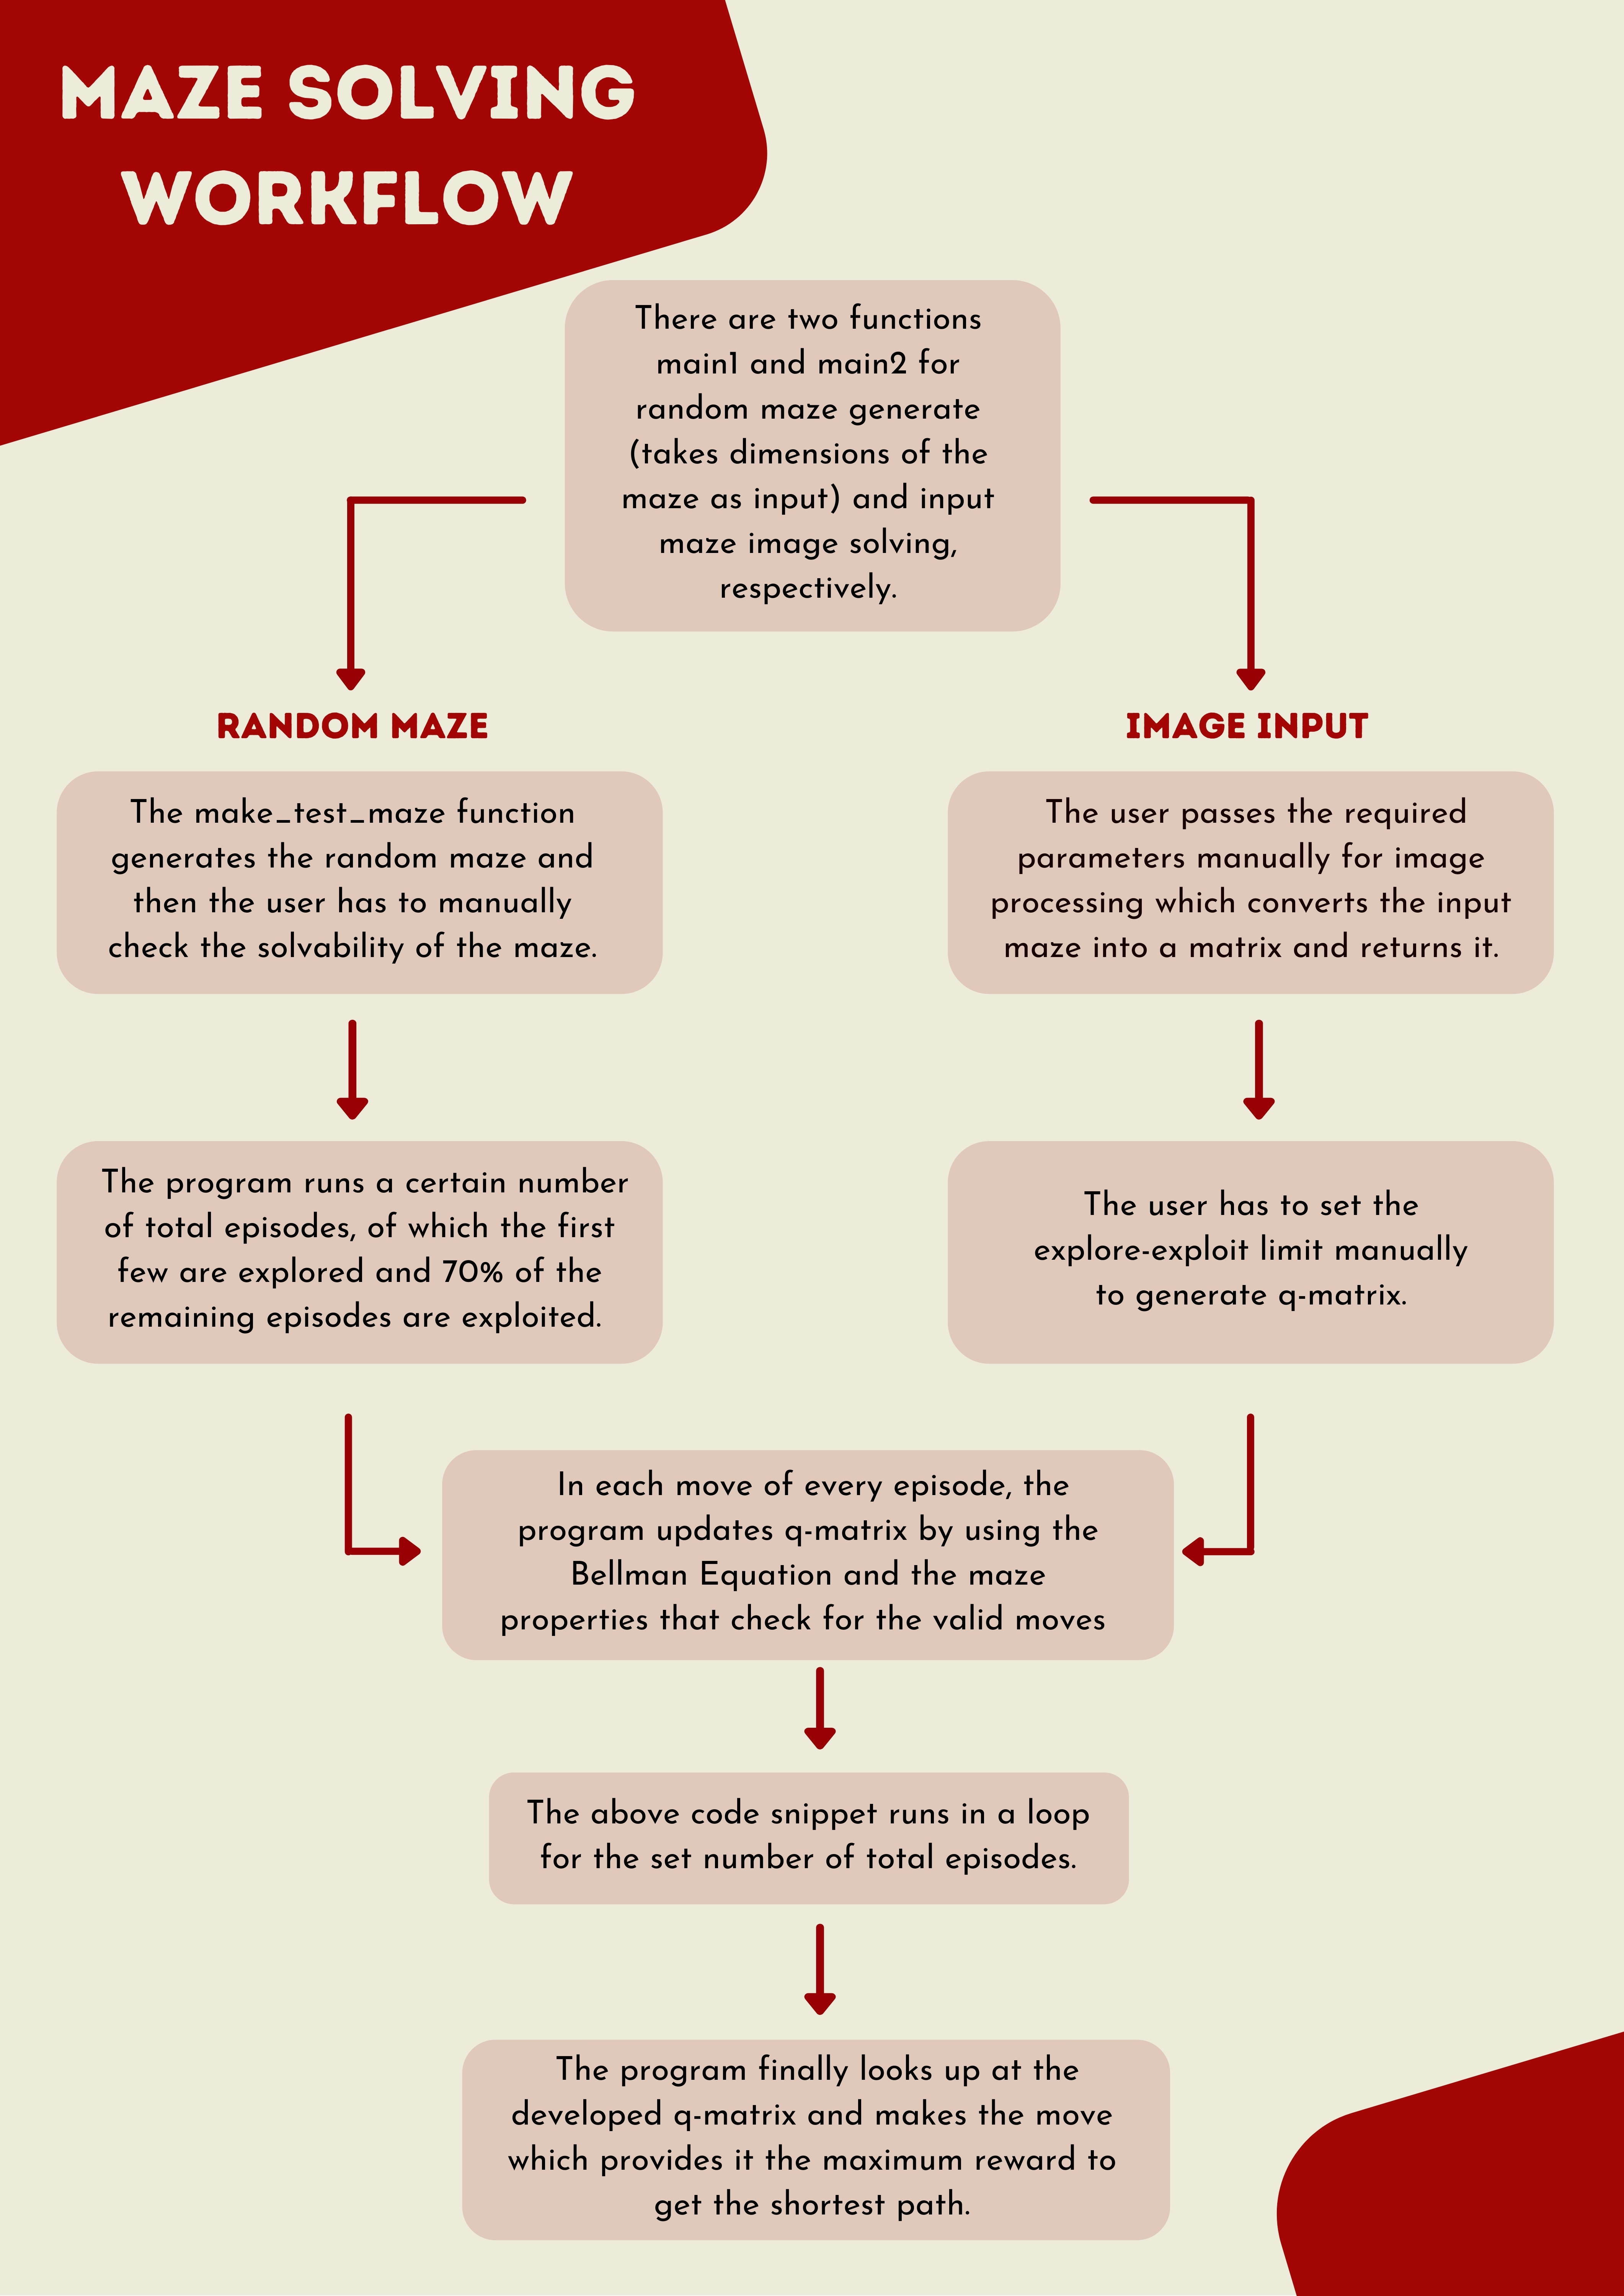 MAZE SOLVING
WORKFLOW
There are two functions
main1 and main2 for
random maze generate
(takes dimensions of the
maze as input) and input
maze image solving,
respectively.
RANDOM MAZE
The make_test_maze function
generates the random maze and
then the user has to manually
check the solvability of the maze.
The program runs a certain number
of total episodes, of which the first
few are explored and 70% of the
remaining episodes are exploited.
IMAGE INPUT
The user passes the required
parameters manually for image
processing which converts the input
maze into a matrix and returns it.
The user has to set the
explore-exploit limit manually
to generate q-matrix.
In each move of every episode, the
program updates q-matrix by using the
Bellman Equation and the maze
properties that check for the valid moves
The above code snippet runs in a loop
for the set number of total episodes.
The program finally looks up at the
developed q-matrix and makes the move
which provides it the maximum reward to
get the shortest path.